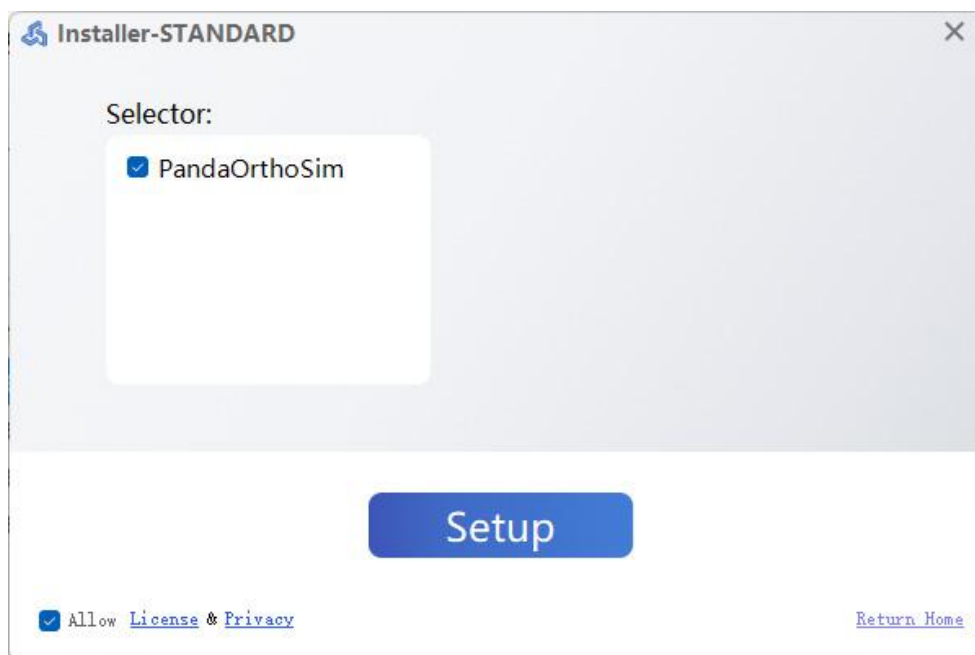 Installer-STANDARD
Selector:
PandaOrthoSim
Setup
Allow License & Privacy
Return Home